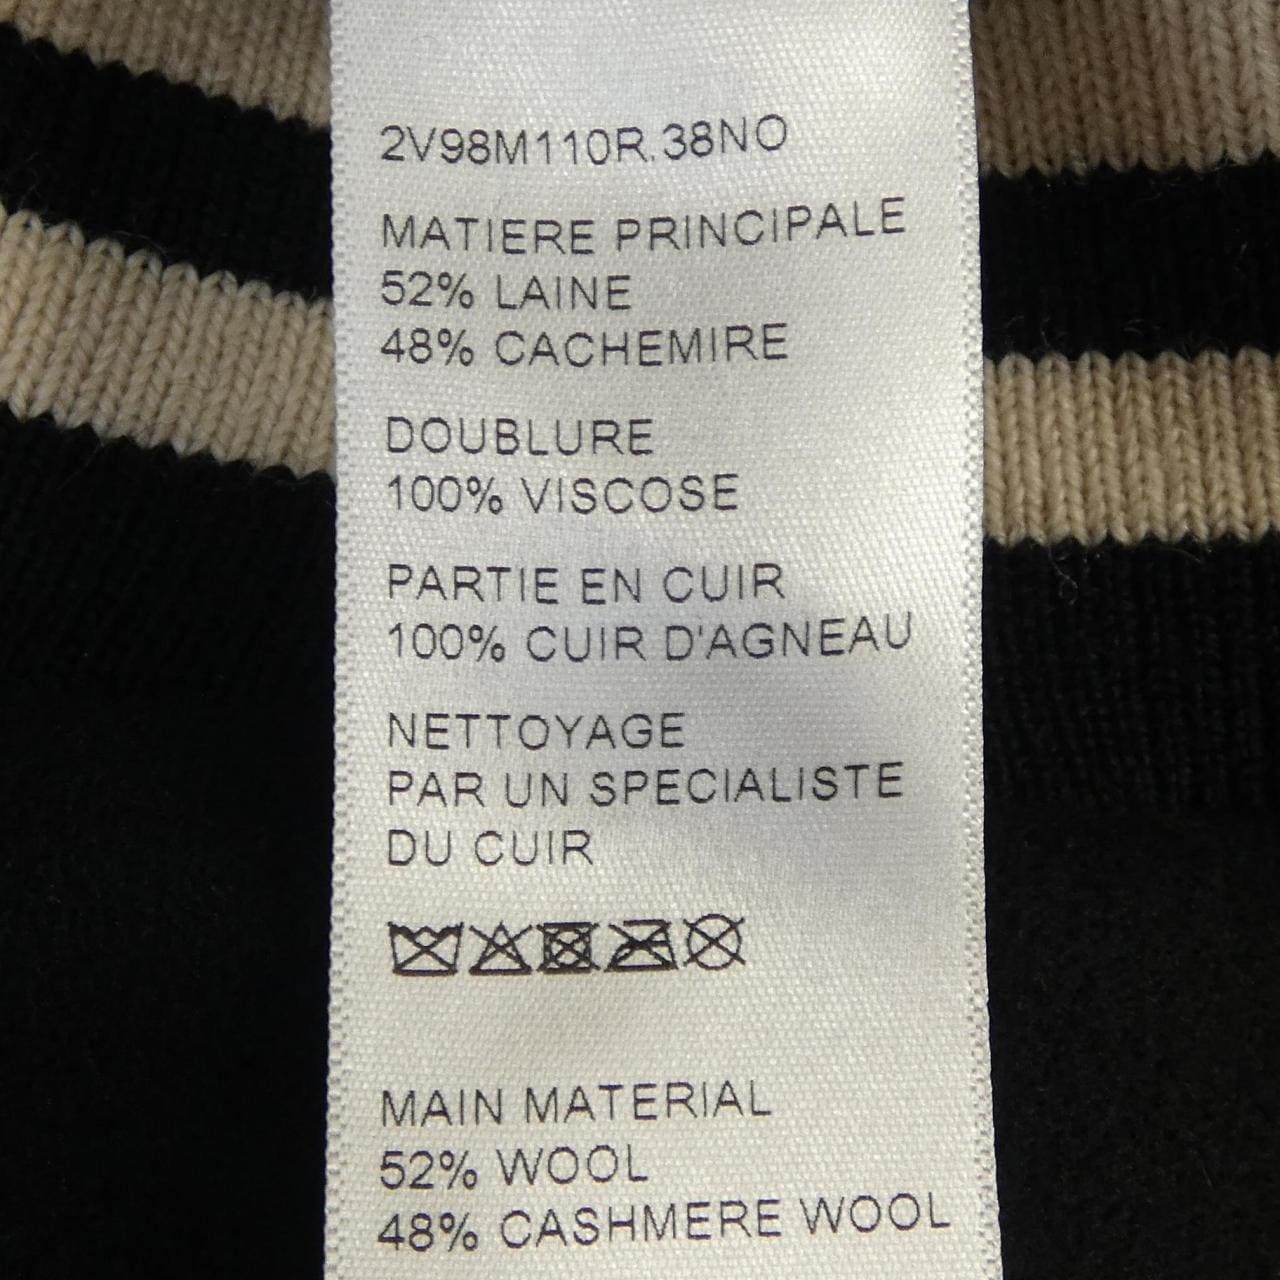 2V98M110R.38NO
MATIERE PRINCIPALE
52% LAINE
48% CACHEMIRE
DOUBLURE
100% VISCOSE
PARTIE EN CUIR
100% CUIR D'AGNEAU
NETTOYAGE
PAR UN SPECIALISTE
DU CUIR
MAIN MATERIAL
52% WOOL
48% CASHMERE WOOL